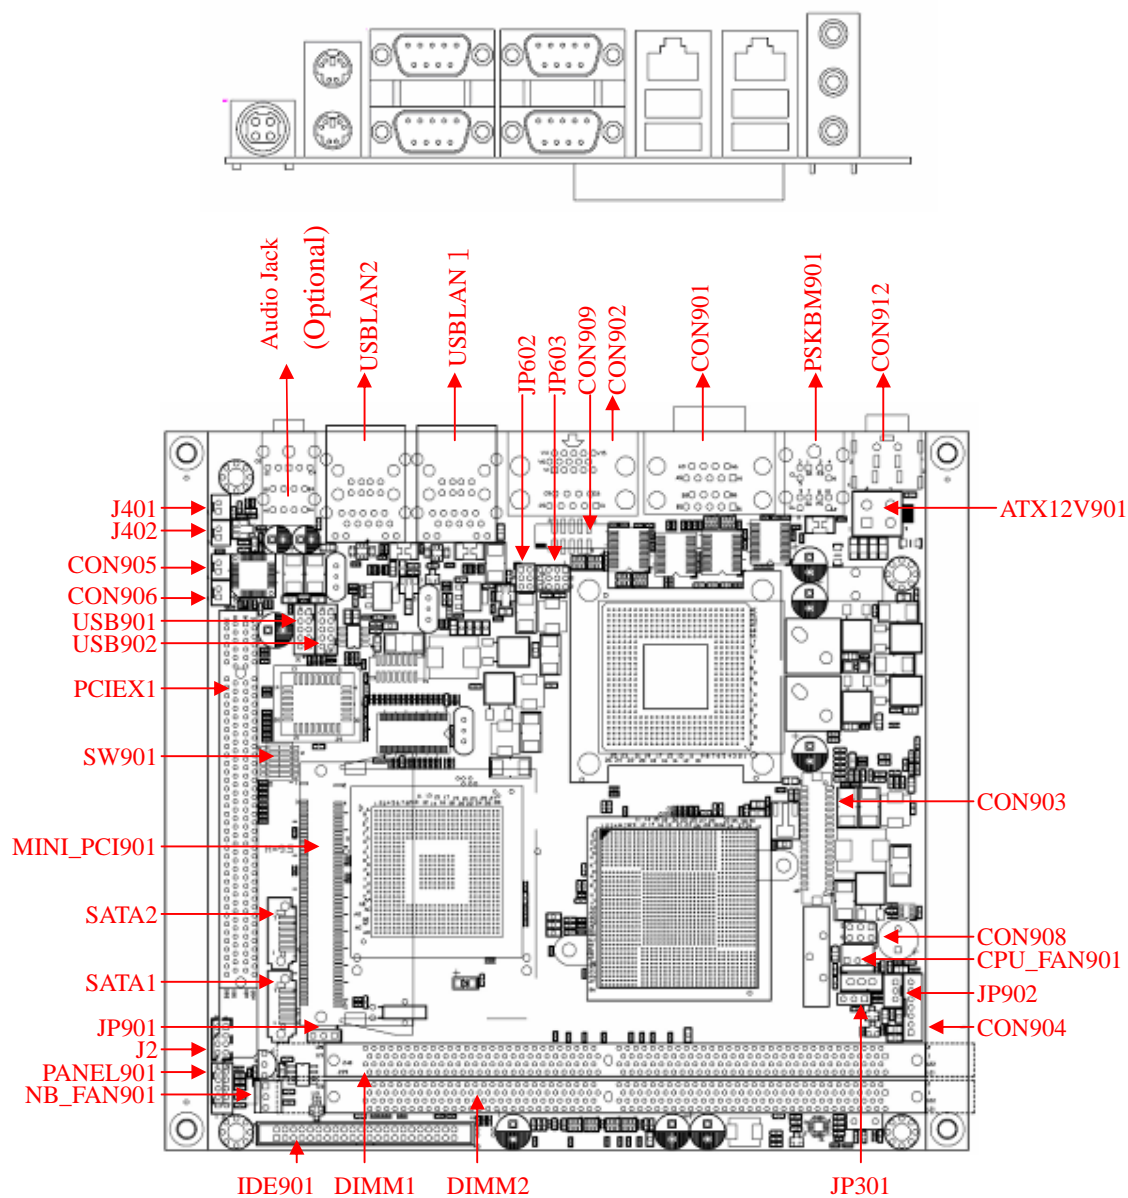 Audio Jack
(Optional)
USBLAN2
USBLAN 1
JP602
JP603
CON909
CON902
CON901
PSKBM901
CON912
J401
J402
CON905
CON906
USB901
USB902
PCIEX1
SW901
MINI_PCI901
SATA2
SATA1
JP901
J2
PANEL901
NB_FAN901
ATX12V901
CON903
CON908
CPU_FAN901
JP902
CON904
IDE901
DIMM1
DIMM2
JP301